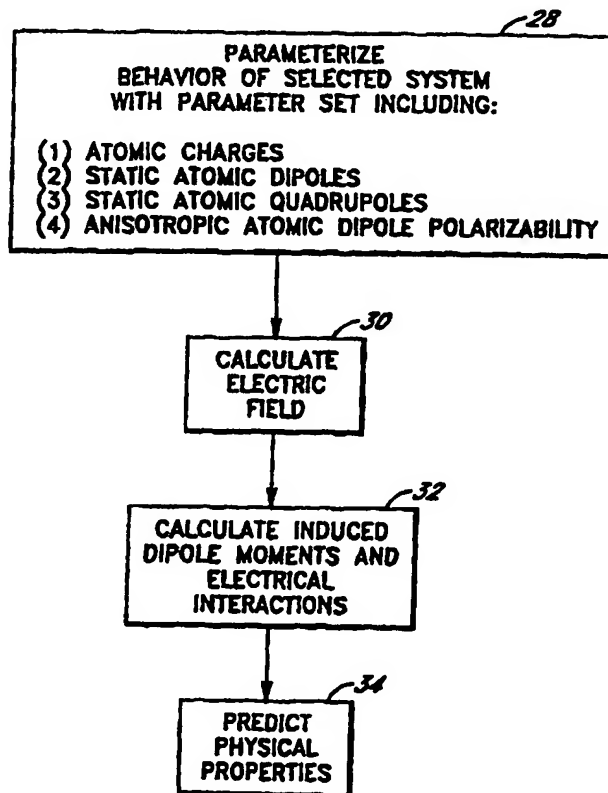 28
PARAMETERIZE
BEHAVIOR OF SELECTED SYSTEM
WITH PARAMETER SET INCLUDING:
(1) ATOMIC CHARGES
(2) STATIC ATOMIC DIPOLES
(3) STATIC ATOMIC QUADRUPOLES
(4) ANISOTROPIC ATOMIC DIPOLE POLARIZABILITY
30
CALCULATE
ELECTRIC
FIELD
32
CALCULATE INDUCED
DIPOLE MOMENTS AND
ELECTRICAL
INTERACTIONS
34
PREDICT
PHYSICAL
PROPERTIES